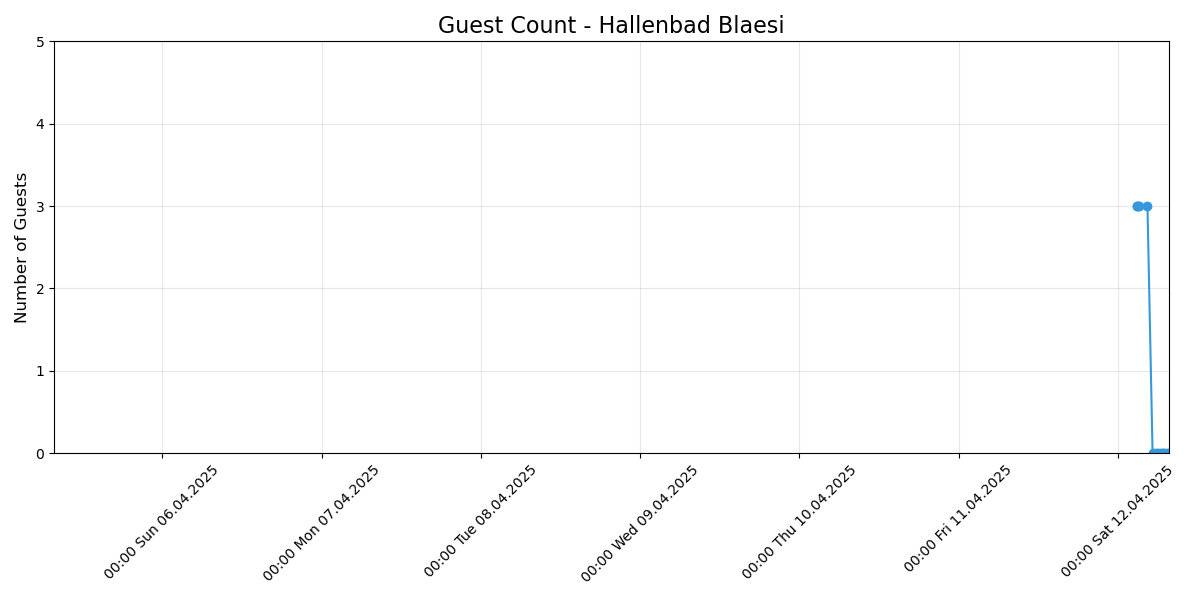 Guest Count - Hallenbad Blaesi
Number of Guests
5
4
3
2
1
0
00:00 Sun 06.04.2025
00:00 Mon 07.04.2025
00:00 Tue 08.04.2025
00:00 Wed 09.04.2025
00:00 Thu 10.04.2025
00:00 Fri 11.04.2025
00:00 Sat 12.04.2025